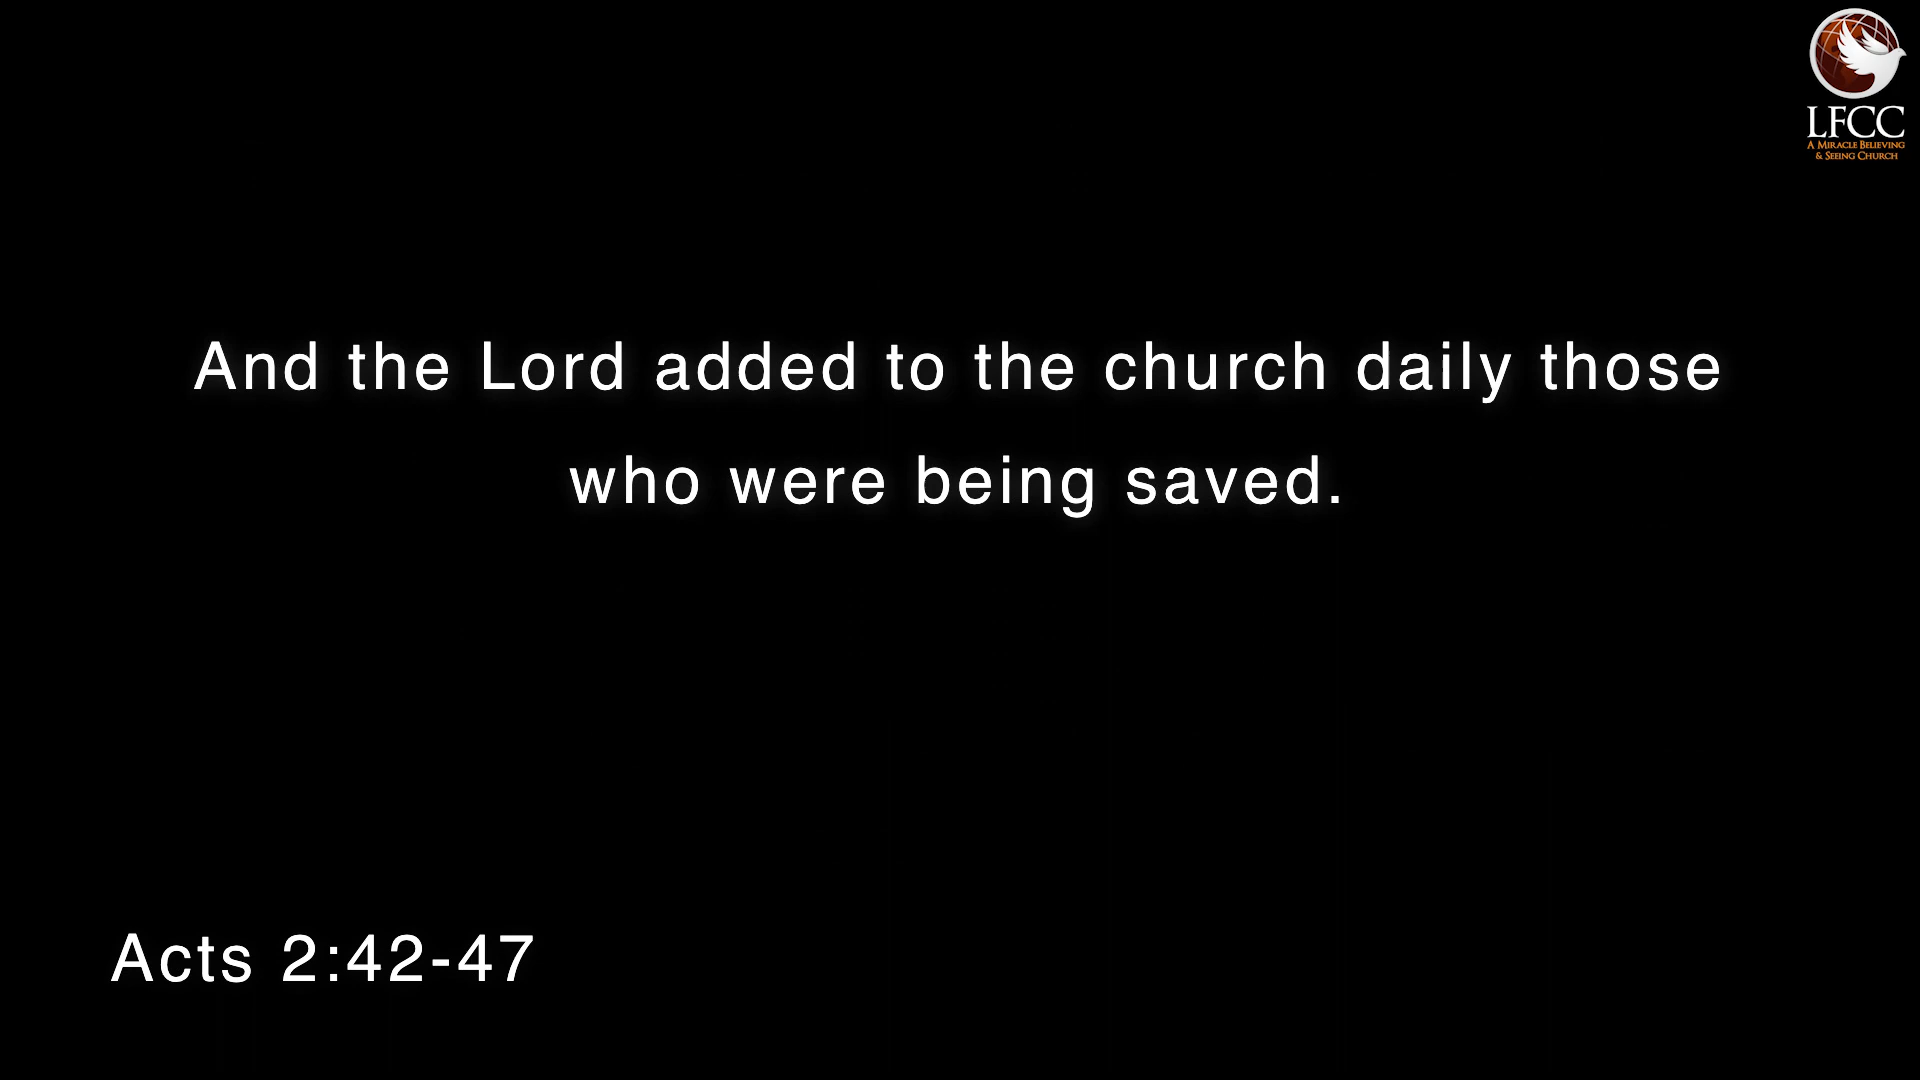 LFCC
A Miracle Believing
& Seeing Church
And the Lord added to the church daily those
who were being saved.
Acts 2:42-47